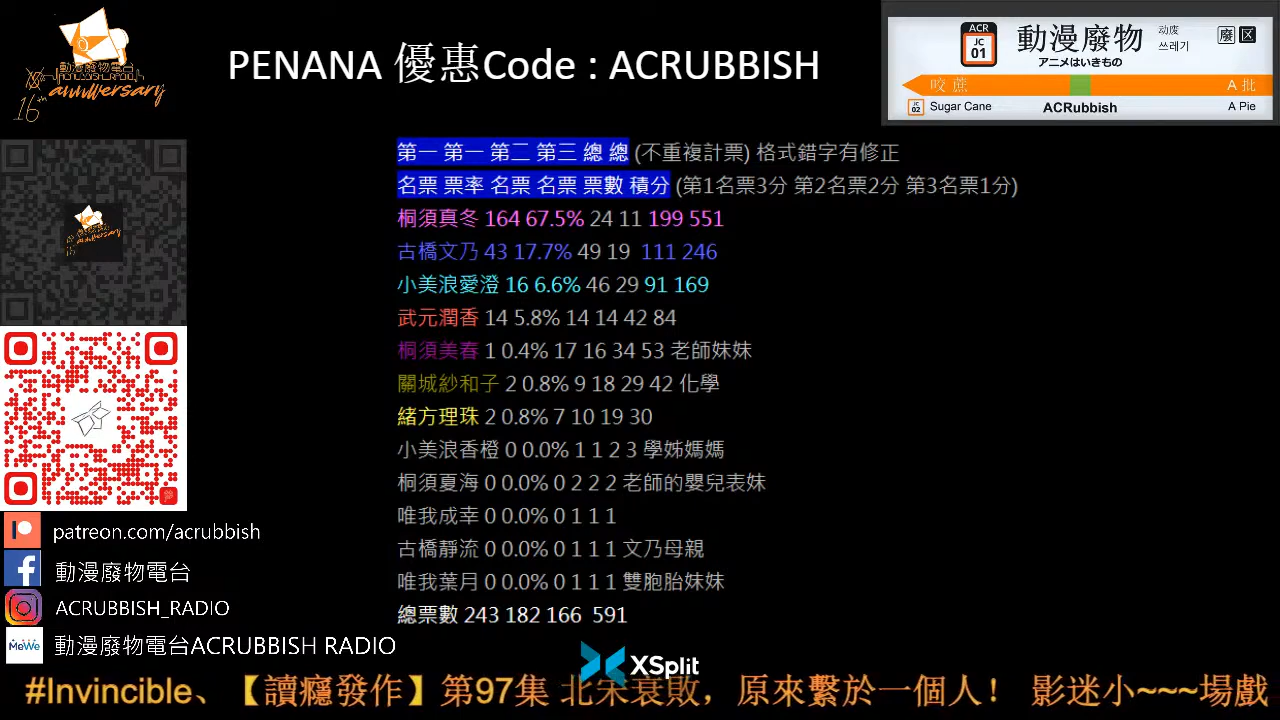 動漫廢物電台
16th anniversary
PENANA 優惠Code : ACRUBBISH
ACR
JC
01
動漫廢物
动废
쓰레기
廢 区
アニメはいきもの
咬蔗
A 批
JC
02
Sugar Cane
ACRubbish
A Pie
第一 第一 第二 第三 總 總 (不重複計票) 格式錯字有修正
名票 票率 名票 名票 票數 積分 (第1名票3分 第2名票2分 第3名票1分)
桐須真冬 164 67.5% 24 11 199 551
古橋文乃 43 17.7% 49 19 111 246
小美浪愛澄 16 6.6% 46 29 91 169
武元潤香 14 5.8% 14 14 42 84
桐須美春 1 0.4% 17 16 34 53 老師妹妹
關城紗和子 2 0.8% 9 18 29 42 化學
緒方理珠 2 0.8% 7 10 19 30
小美浪香橙 0 0.0% 1 1 2 3 學姊媽媽
桐須夏海 0 0.0% 0 2 2 2 老師的嬰兒表妹
唯我成幸 0 0.0% 0 1 1 1
古橋靜流 0 0.0% 0 1 1 1 文乃母親
唯我葉月 0 0.0% 0 1 1 1 雙胞胎妹妹
總票數 243 182 166 591
patreon.com/acrubbish
動漫廢物電台
ACRUBBISH_RADIO
MeWe
動漫廢物電台ACRUBBISH RADIO
XSplit
#Invincible、【讀癮發作】第97集 北宋衰敗，原來繫於一個人！ 影迷小~~~場戲